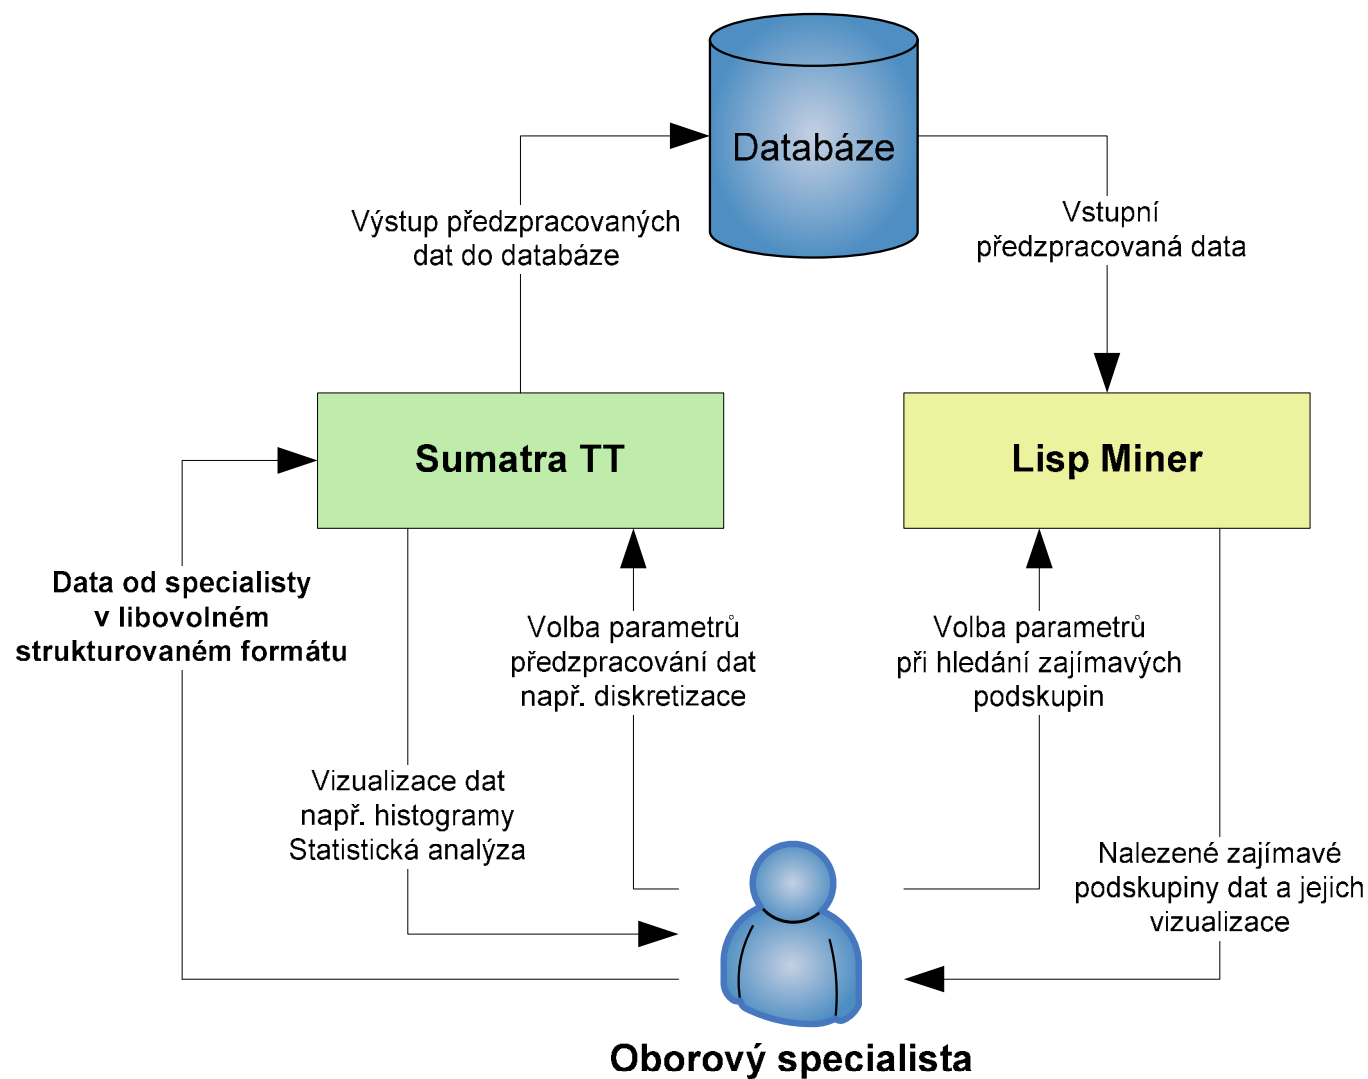 Databáze
Výstup předzpracovaných
dat do databáze
Vstupní
předzpracovaná data
Sumatra TT
Lisp Miner
Data od specialisty
v libovolném
strukturovaném formátu
Volba parametrů
předzpracování dat
např. diskretizace
Volba parametrů
při hledání zajímavých
podskupin
Vizualizace dat
např. histogramy
Statistická analýza
Nalezené zajímavé
podskupiny dat a jejich
vizualizace
Oborový specialista